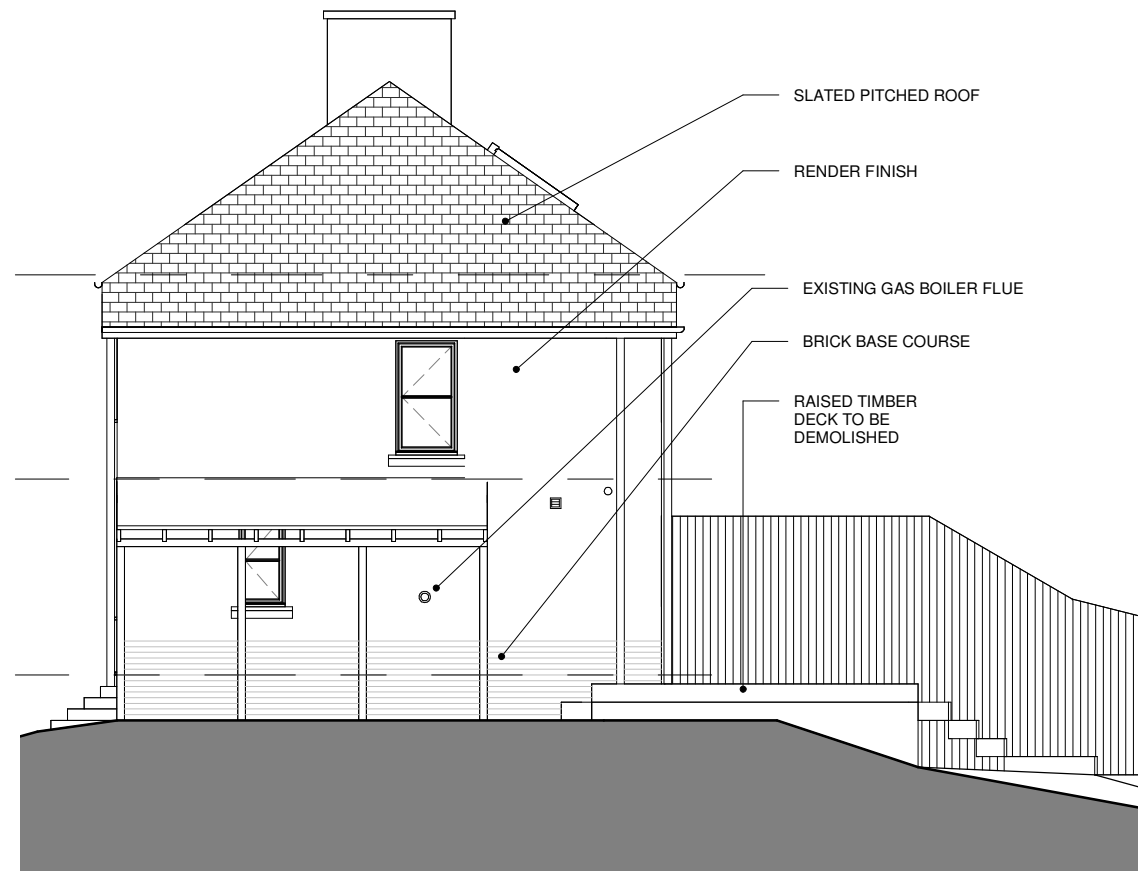 SLATED PITCHED ROOF
RENDER FINISH
EXISTING GAS BOILER FLUE
BRICK BASE COURSE
RAISED TIMBER
DECK TO BE
DEMOLISHED